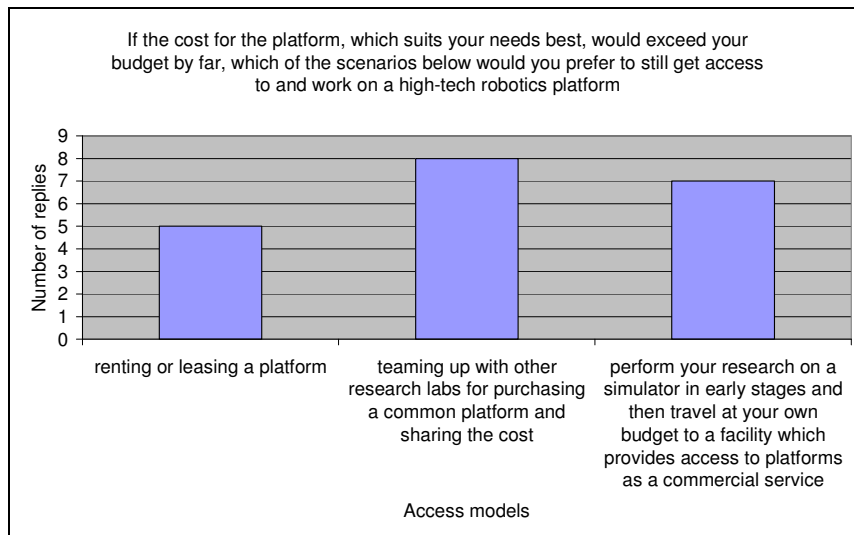 If the cost for the platform, which suits your needs best, would exceed your
budget by far, which of the scenarios below would you prefer to still get access
to and work on a high-tech robotics platform
9
8
7
6
5
4
3
2
1
0
Number of replies
renting or leasing a platform
teaming up with other
research labs for purchasing
a common platform and
sharing the cost
perform your research on a
simulator in early stages and
then travel at your own
budget to a facility which
provides access to platforms
as a commercial service
Access models